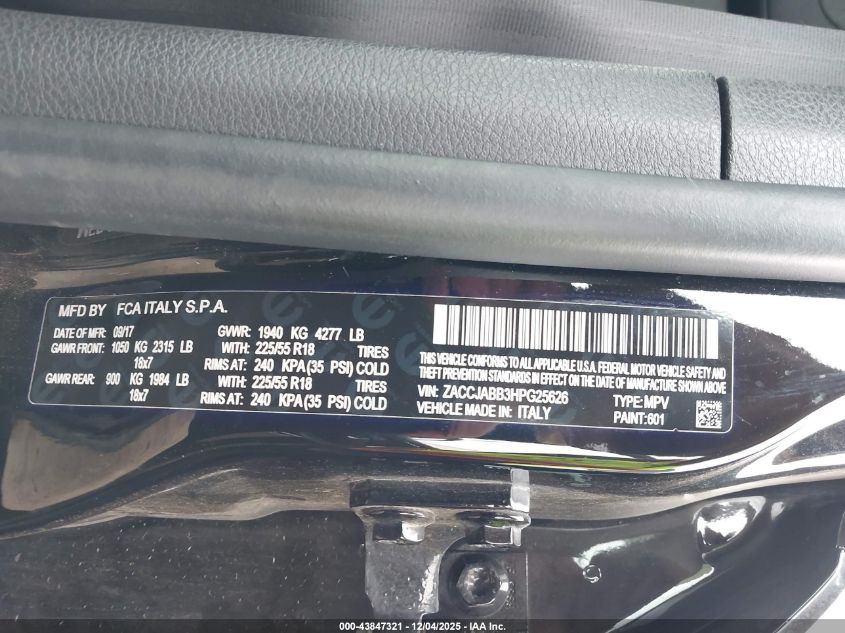 MFD BY FCA ITALY S.P.A.
DATE OF MFR: 09/17 GVWR: 1940 KG 4277 LB
GAWR FRONT: 1050 KG 2315 LB WITH: 225/55 R18 TIRES
18x7 RIMS AT: 240 KPA(35 PSI) COLD
GAWR REAR: 900 KG 1984 LB WITH: 225/55 R18 TIRES
18x7 RIMS AT: 240 KPA(35 PSI) COLD
THIS VEHICLE CONFORMS TO ALL APPLICABLE U.S.A. FEDERAL MOTOR VEHICLE SAFETY AND
THEFT PREVENTION STANDARDS IN EFFECT ON THE DATE OF MANUFACTURE SHOWN ABOVE.
VIN: ZACCJABB3HPG25626 TYPE: MPV
VEHICLE MADE IN: ITALY PAINT: 601
000-43847321 - 12/04/2025 - IAA Inc.